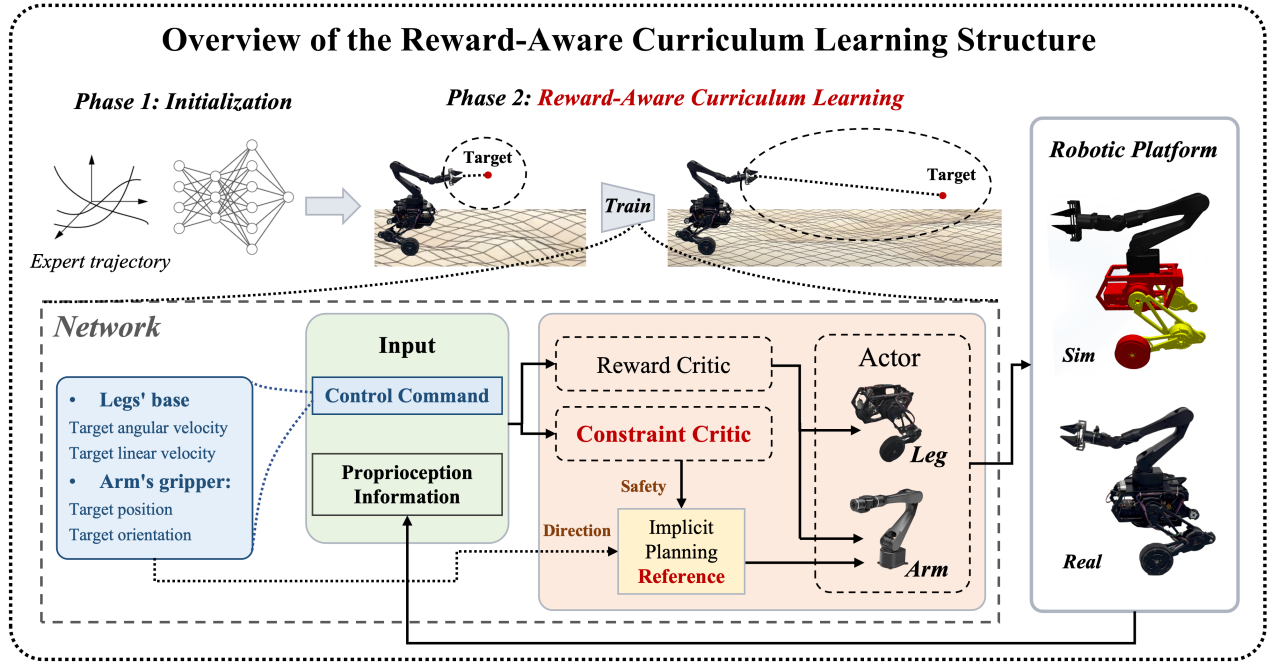 Overview of the Reward-Aware Curriculum Learning Structure
Phase 1: Initialization
Phase 2: Reward-Aware Curriculum Learning
Expert trajectory
Target
Train
Target
Robotic Platform
Sim
Real
Network
• Legs' base
Target angular velocity
Target linear velocity
• Arm's gripper:
Target position
Target orientation
Input
Control Command
Proprioception
Information
Reward Critic
Constraint Critic
Safety
Direction
Implicit
Planning
Reference
Actor
Leg
Arm